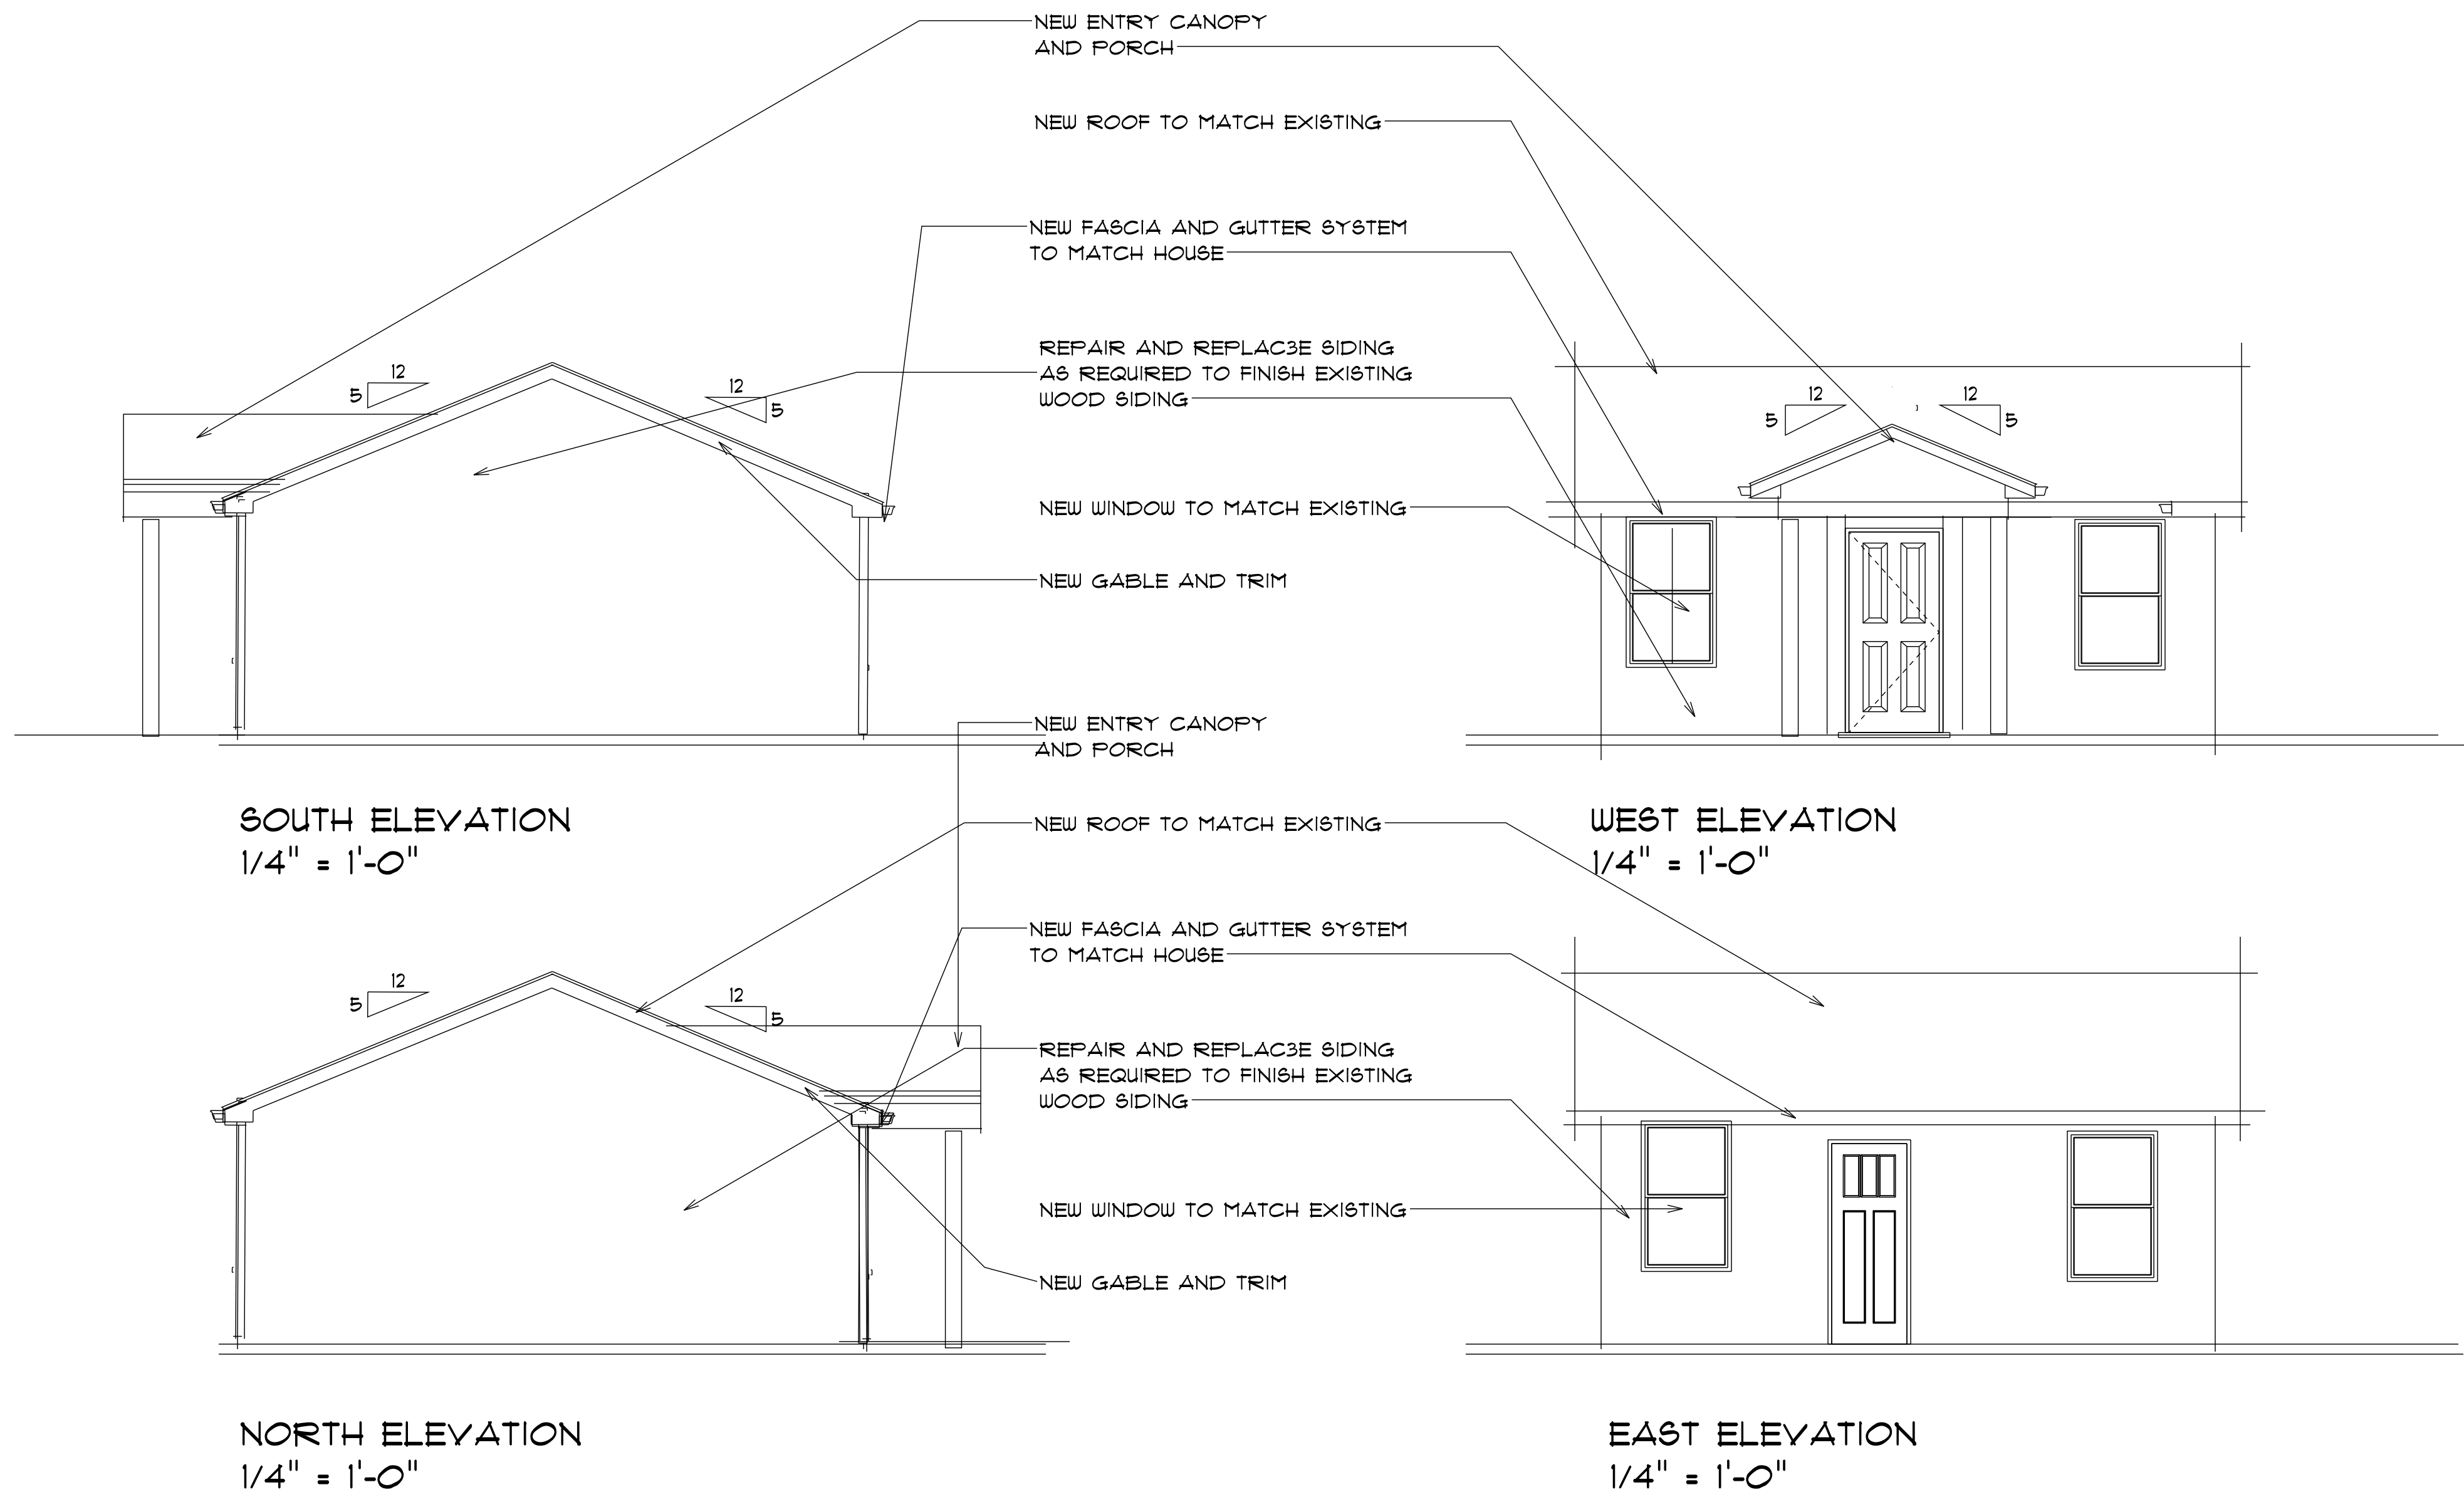 NEW ENTRY CANOPY
AND PORCH
NEW ROOF TO MATCH EXISTING
NEW FASCIA AND GUTTER SYSTEM
TO MATCH HOUSE
REPAIR AND REPLAC3E SIDING
AS REQUIRED TO FINISH EXISTING
WOOD SIDING
12
5
12
5
12
5
12
5
NEW WINDOW TO MATCH EXISTING
NEW GABLE AND TRIM
SOUTH ELEVATION
1/4" = 1'-0"
WEST ELEVATION
1/4" = 1'-0"
NEW ENTRY CANOPY
AND PORCH
NEW ROOF TO MATCH EXISTING
NEW FASCIA AND GUTTER SYSTEM
TO MATCH HOUSE
12
5
12
5
REPAIR AND REPLAC3E SIDING
AS REQUIRED TO FINISH EXISTING
WOOD SIDING
NEW WINDOW TO MATCH EXISTING
NEW GABLE AND TRIM
NORTH ELEVATION
1/4" = 1'-0"
EAST ELEVATION
1/4" = 1'-0"